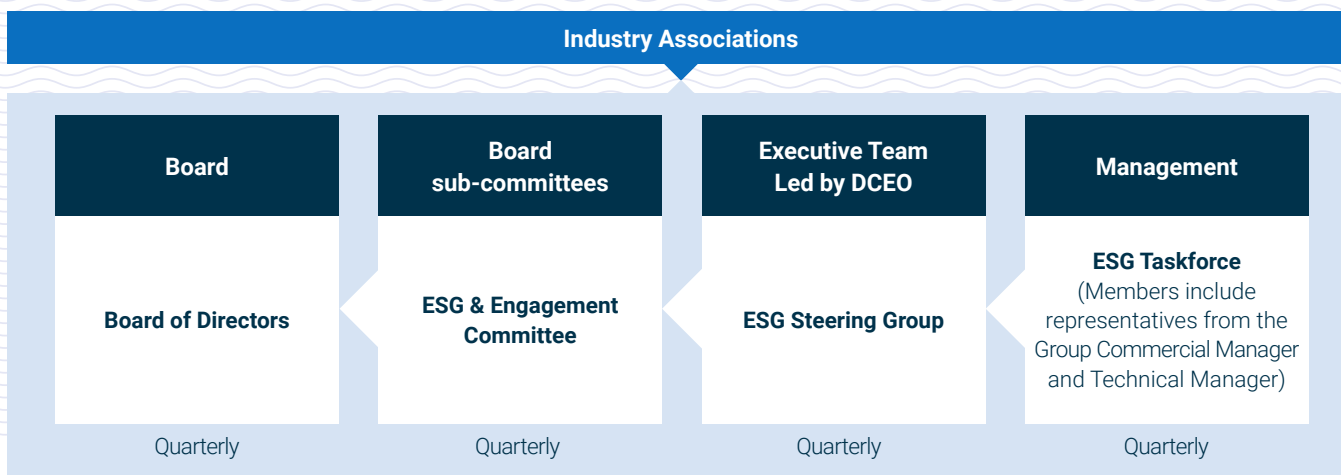 Industry Associations
Board
Board of Directors
Quarterly
Board
sub-committees
ESG & Engagement
Committee
Quarterly
Executive Team
Led by DCEO
ESG Steering Group
Quarterly
Management
ESG Taskforce
(Members include
representatives from the
Group Commercial Manager
and Technical Manager)
Quarterly